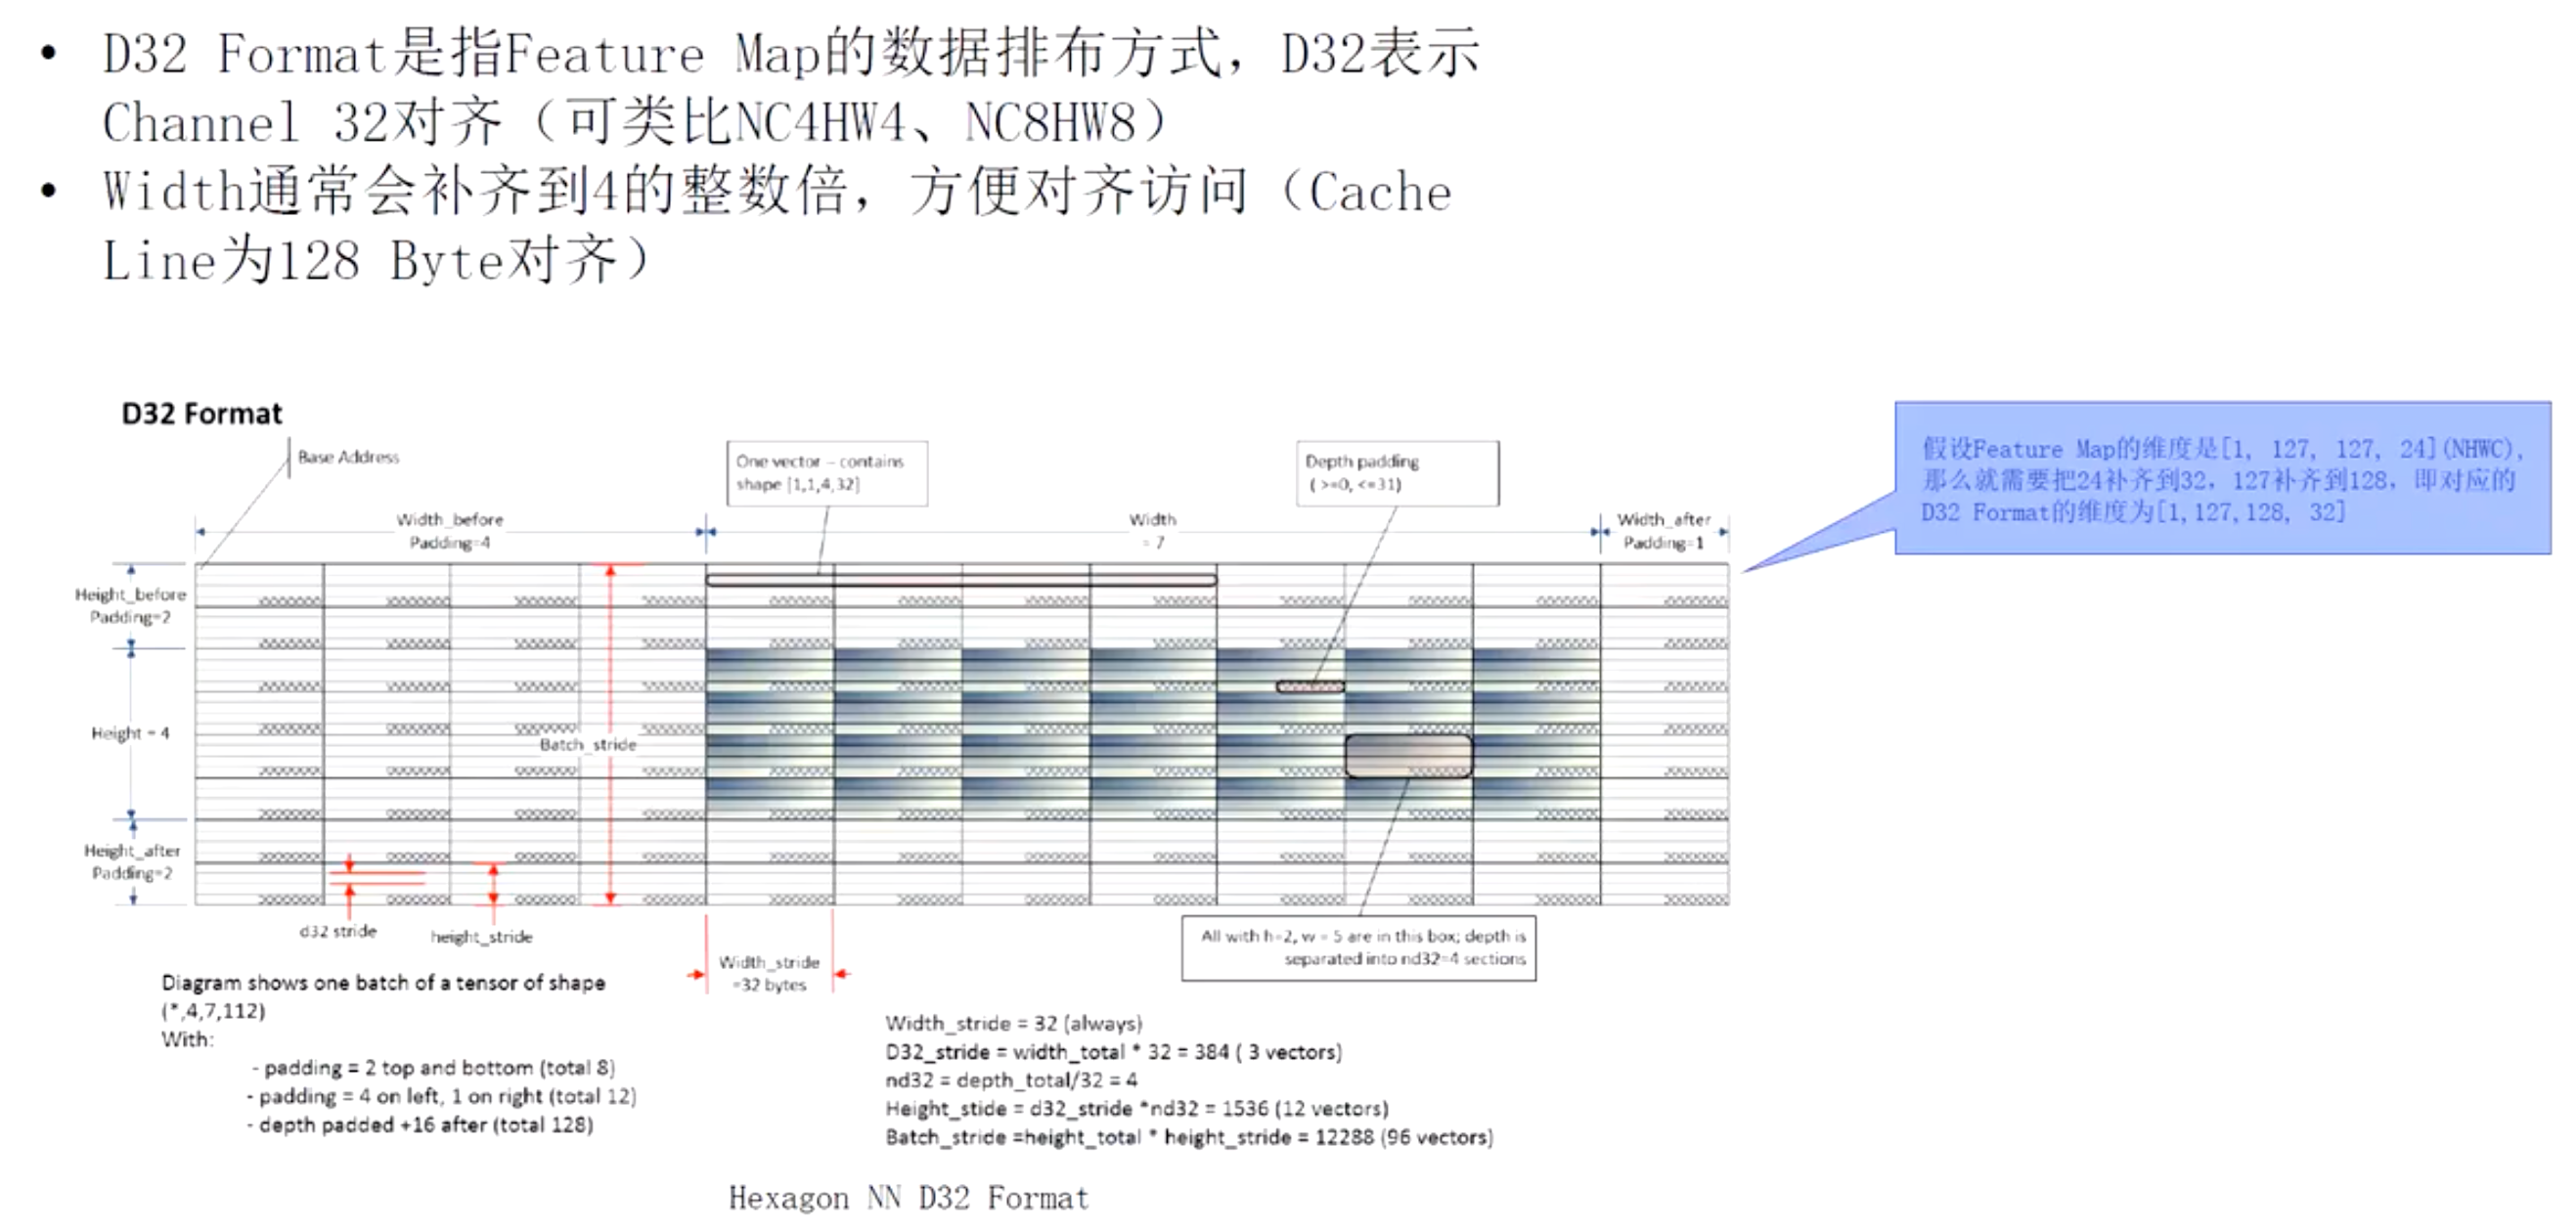 • D32 Format是指Feature Map的数据排布方式，D32表示
Channel 32对齐（可类比NC4HW4、NC8HW8）
• Width通常会补齐到4的整数倍，方便对齐访问（Cache
Line为128 Byte对齐）
D32 Format
Base Address
One vector – contains
shape [1,1,4,32]
Depth padding
( >=0, <=31)
假设Feature Map的维度是[1, 127, 127, 24](NHWC),
那么就需要把24补齐到32，127补齐到128，即对应的
D32 Format的维度为[1,127,128, 32]
Width_before
Padding=4
Width
= 7
Width_after
Padding=1
Height_before
Padding=2
Height = 4
Batch_stride
Height_after
Padding=2
d32 stride
height_stride
Width_stride
=32 bytes
All with h=2, w = 5 are in this box; depth is
separated into nd32=4 sections
Diagram shows one batch of a tensor of shape
(*,4,7,112)
With:
- padding = 2 top and bottom (total 8)
- padding = 4 on left, 1 on right (total 12)
- depth padded +16 after (total 128)
Width_stride = 32 (always)
D32_stride = width_total * 32 = 384 ( 3 vectors)
nd32 = depth_total/32 = 4
Height_stide = d32_stride *nd32 = 1536 (12 vectors)
Batch_stride =height_total * height_stride = 12288 (96 vectors)
Hexagon NN D32 Format